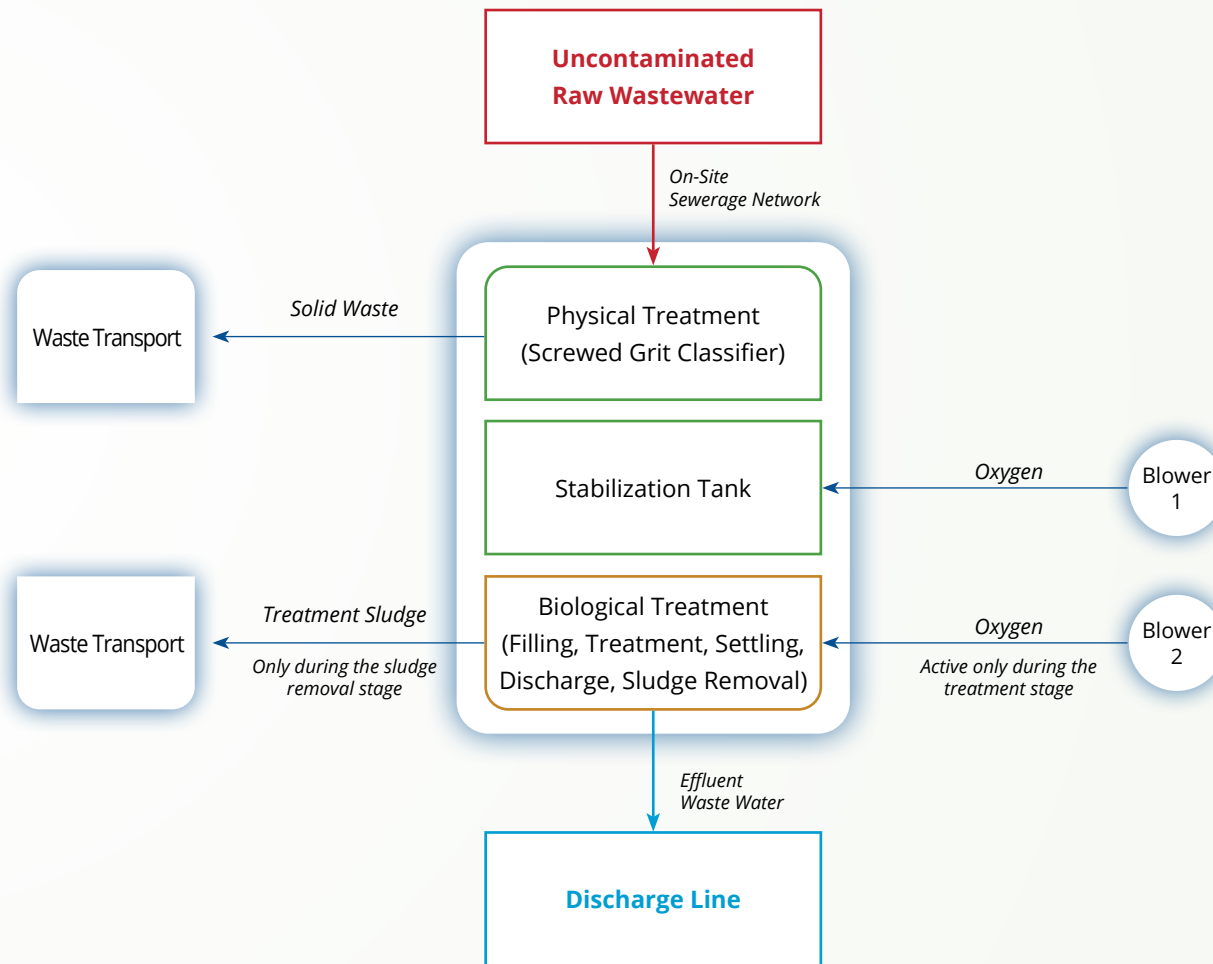 Uncontaminated
Raw Wastewater
On-Site
Sewerage Network
Waste Transport
Solid Waste
Physical Treatment
(Screwed Grit Classifier)
Stabilization Tank
Oxygen
Blower
1
Waste Transport
Treatment Sludge
Only during the sludge
removal stage
Biological Treatment
(Filling, Treatment, Settling,
Discharge, Sludge Removal)
Oxygen
Active only during the
treatment stage
Blower
2
Effluent
Waste Water
Discharge Line